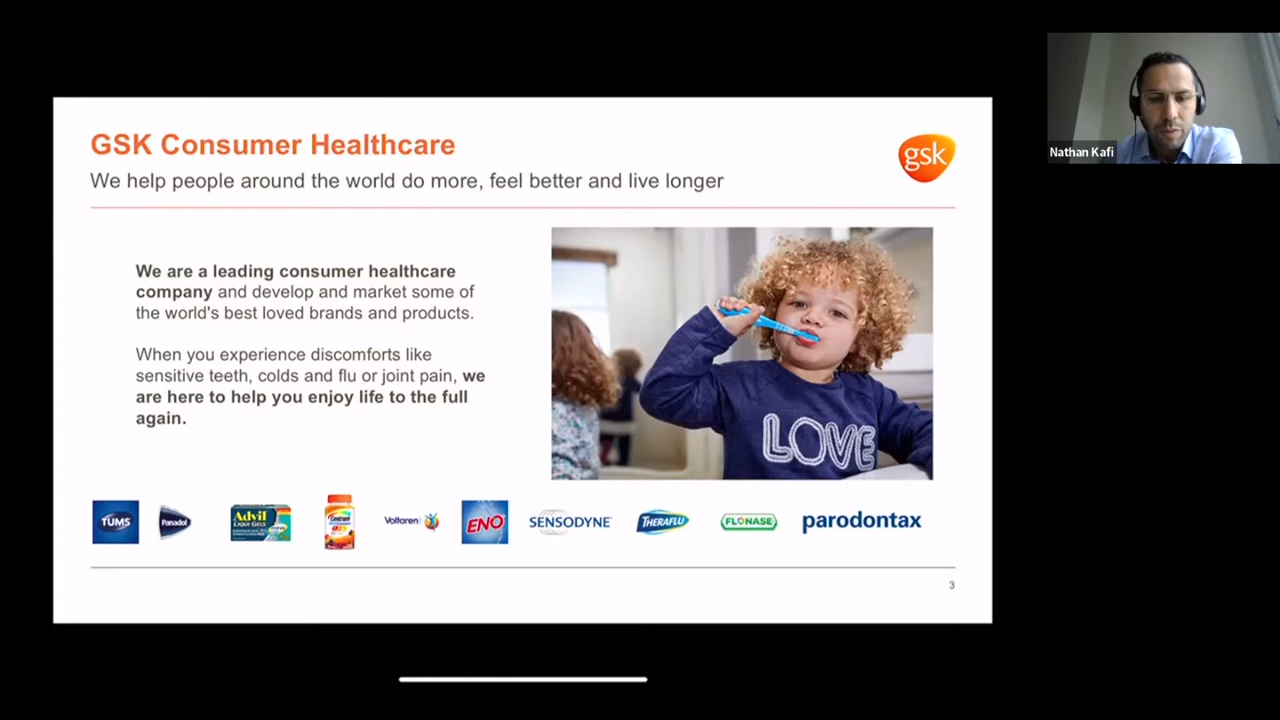 GSK Consumer Healthcare
We help people around the world do more, feel better and live longer
gsk
Nathan Kafi
We are a leading consumer healthcare
company and develop and market some of
the world's best loved brands and products.
When you experience discomforts like
sensitive teeth, colds and flu or joint pain, we
are here to help you enjoy life to the full
again.
LOVE
TUMS
Panadol
Advil
LIQUI-GELS
Centrum
Voltaren
ENO
SENSODYNE
THERAFLU
FLONASE
parodontax
3